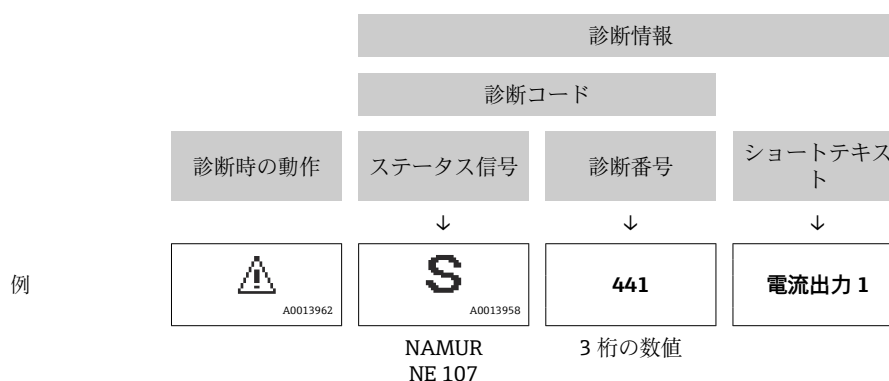 診断情報
診断コード
診断時の動作
ステータス信号
診断番号
ショートテキス
ト
↓
↓
↓
例
A0013962
S
A0013958
441
電流出力 1
NAMUR
NE 107
3 桁の数値